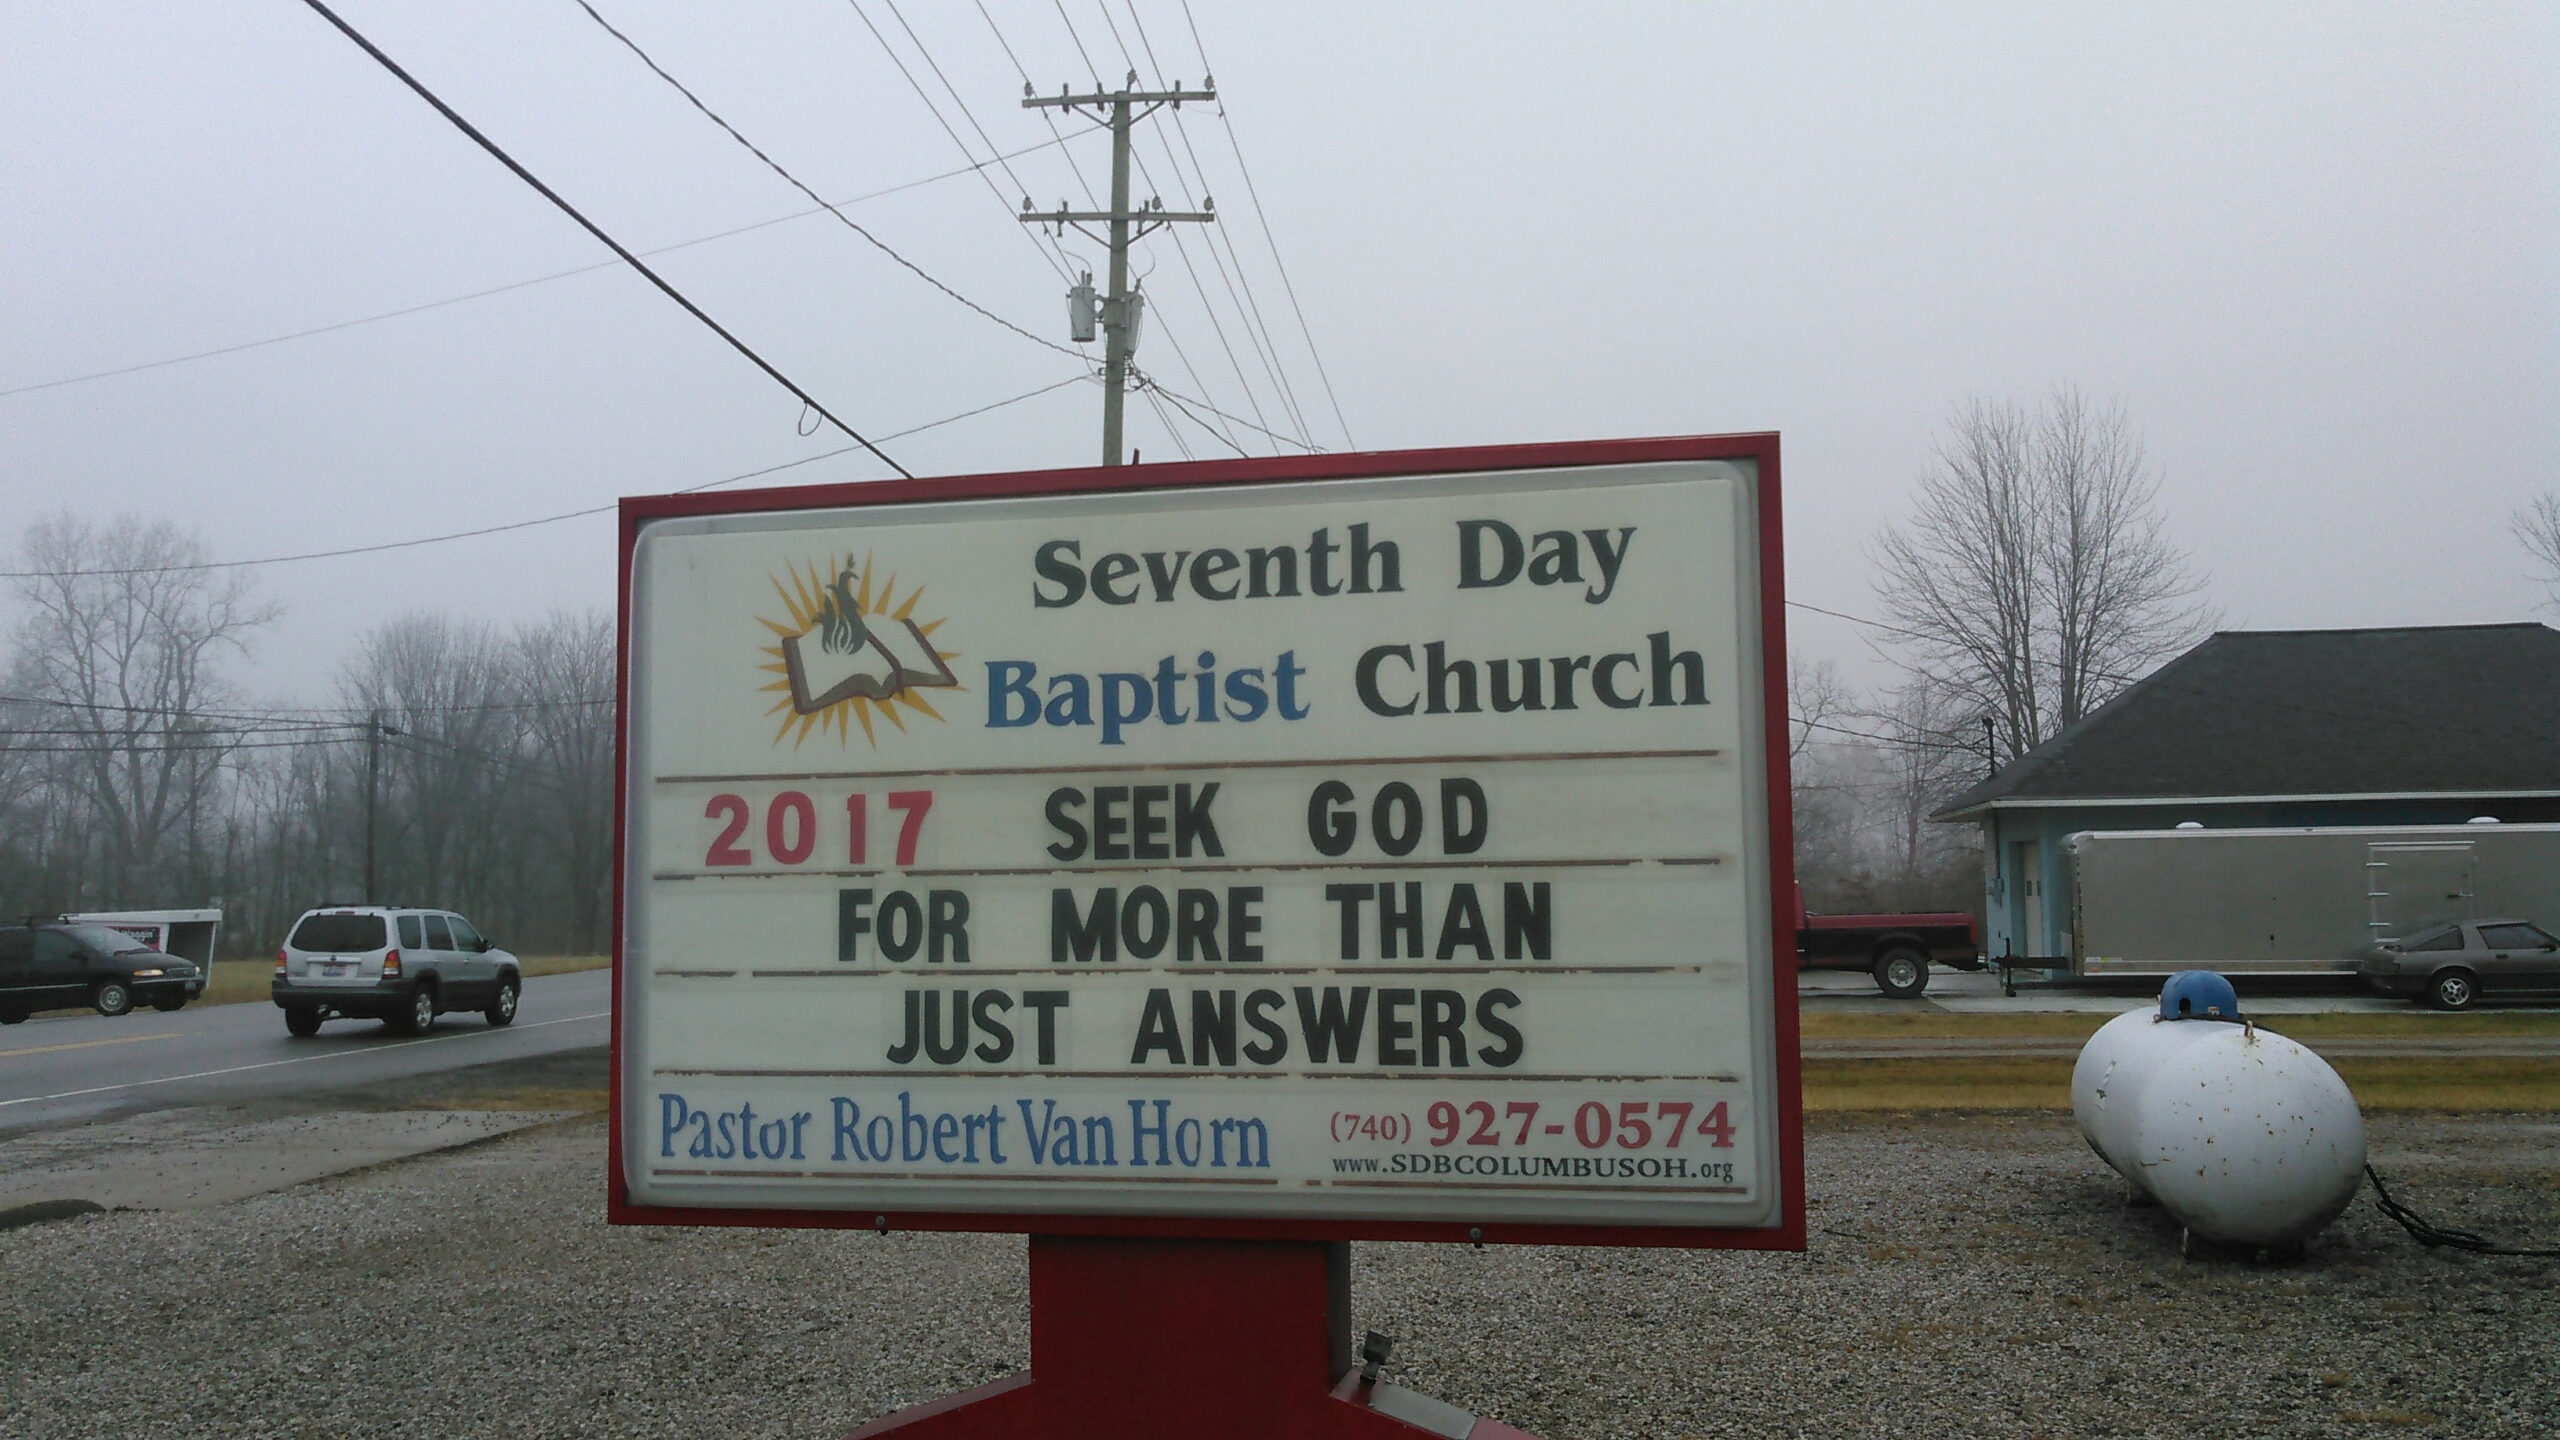 Seventh Day
Baptist Church
2017 SEEK GOD
FOR MORE THAN
JUST ANSWERS
Pastor Robert Van Horn
(740) 927-0574
www.SDBCOLUMBUSOH.org